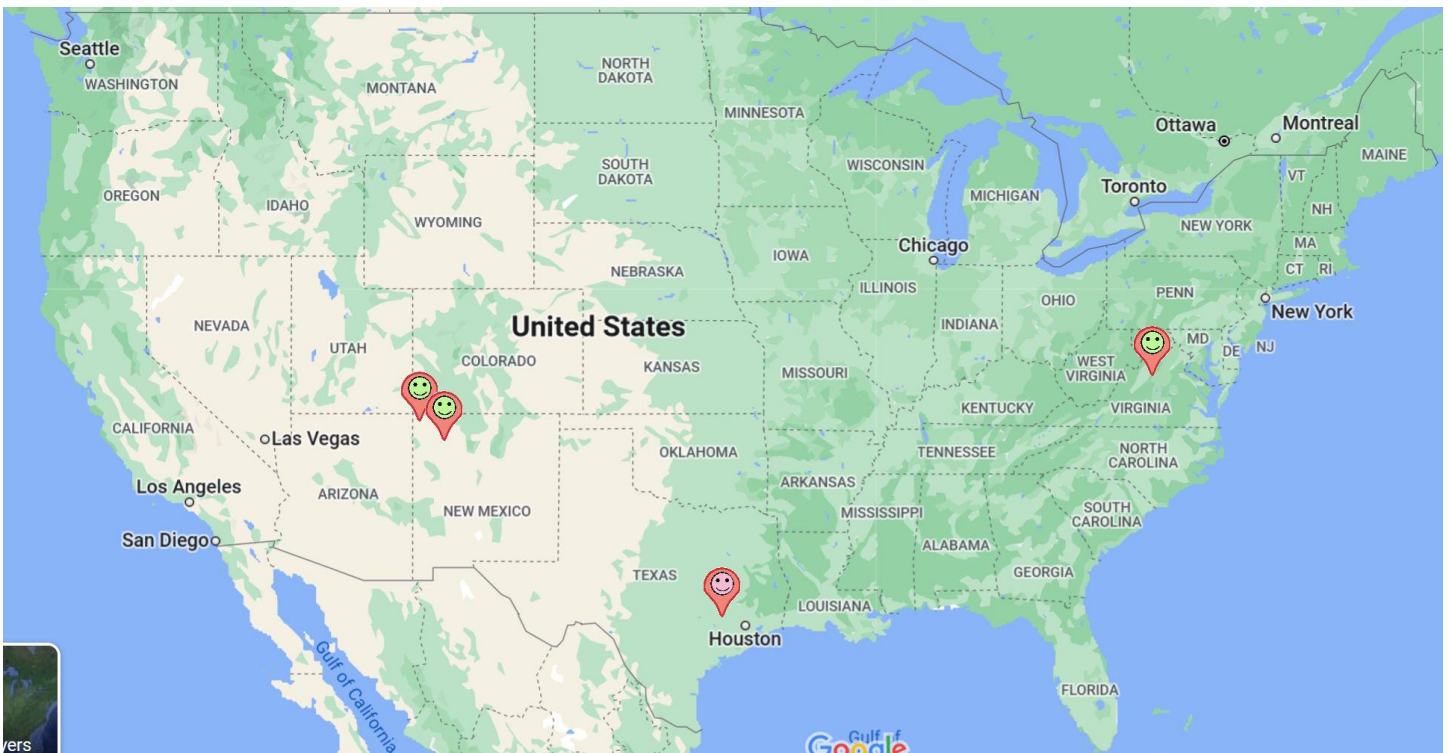 Seattle
WASHINGTON
MONTANA
NORTH
DAKOTA
MINNESOTA
Ottawa
Montreal
MAINE
VT
NH
OREGON
IDAHO
SOUTH
DAKOTA
WISCONSIN
MICHIGAN
Toronto
NEW YORK
MA
CT
RI
WYOMING
NEBRASKA
IOWA
Chicago
ILLINOIS
INDIANA
OHIO
PENN
New York
NEVADA
UTAH
COLORADO
United States
KANSAS
MISSOURI
WEST
VIRGINIA
MD
DE
NJ
KENTUCKY
VIRGINIA
CALIFORNIA
Las Vegas
OKLAHOMA
TENNESSEE
NORTH
CAROLINA
Los Angeles
ARIZONA
NEW MEXICO
ARKANSAS
MISSISSIPPI
SOUTH
CAROLINA
San Diego
ALABAMA
TEXAS
GEORGIA
LOUISIANA
Houston
Gulf of California
FLORIDA
Gulf of
Google
yers